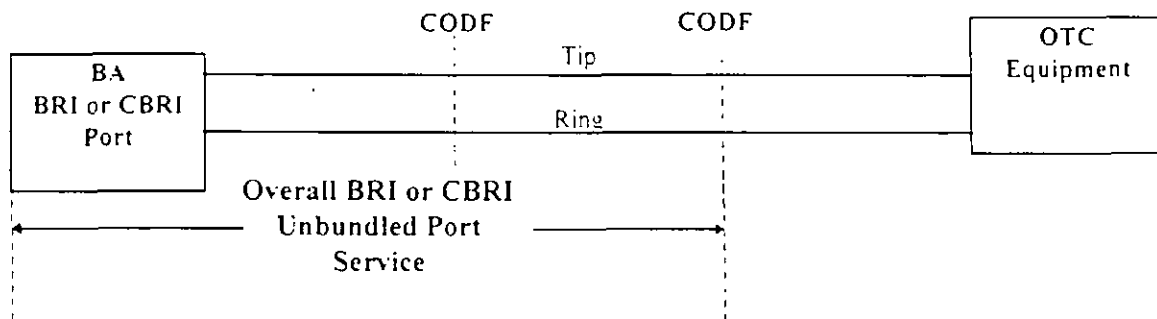 CODF
CODF
BA
BRI or CBRI
Port
Tip
Ring
OTC
Equipment
Overall BRI or CBRI
Unbundled Port
Service